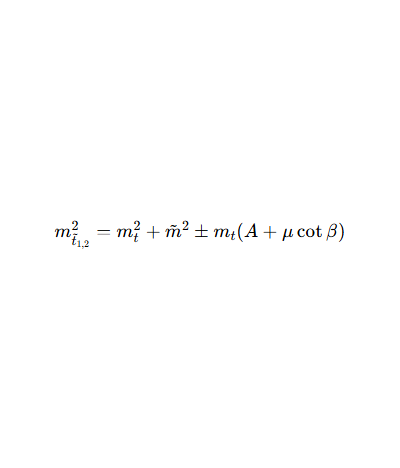 $m_{\tilde{t}_{1,2}}^2 = m_t^2 + \tilde{m}^2 \pm m_t(A + \mu \cot \beta)$